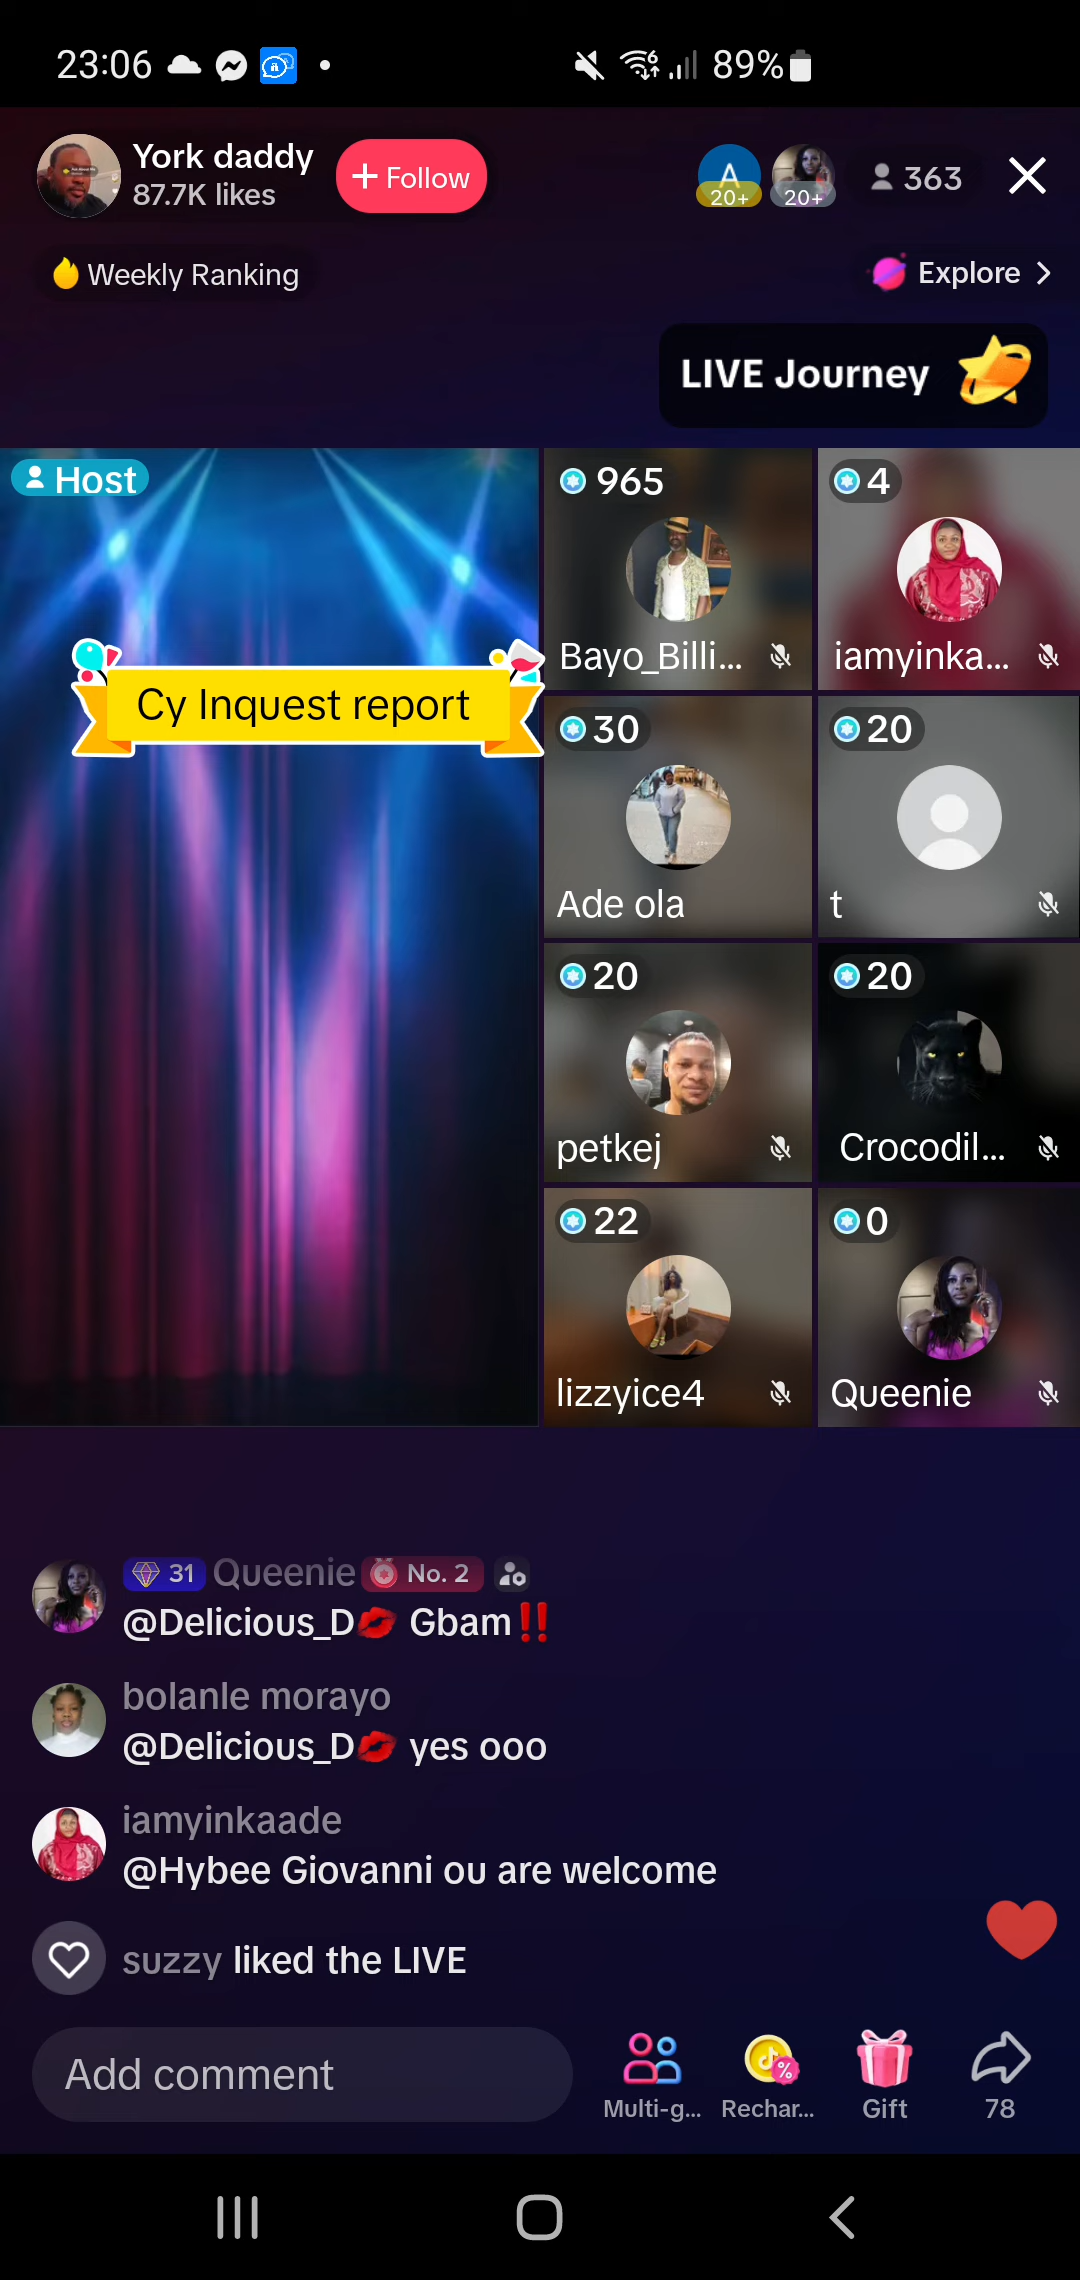 23:06
89%
York daddy
87.7K likes
+ Follow
A
20+
20+
363
Weekly Ranking
Explore >
LIVE Journey
Host
Cy Inquest report
965
Bayo_Billi...
4
iamyinka...
30
Ade ola
20
t
20
petkej
20
Crocodil...
22
lizzyice4
0
Queenie
31 Queenie No. 2
@Delicious_D💋 Gbam‼️
bolanle morayo
@Delicious_D💋 yes ooo
iamyinkaade
@Hybee Giovanni ou are welcome
suzzy liked the LIVE
Add comment
Multi-g...
Rechar...
Gift
78